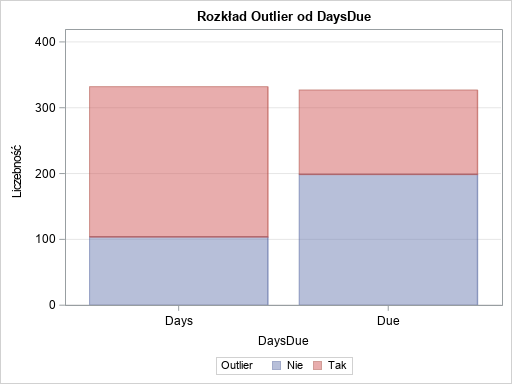 Rozkład Outlier od DaysDue
400
300
200
100
0
Liczebność
Days
Due
DaysDue
Outlier Nie Tak